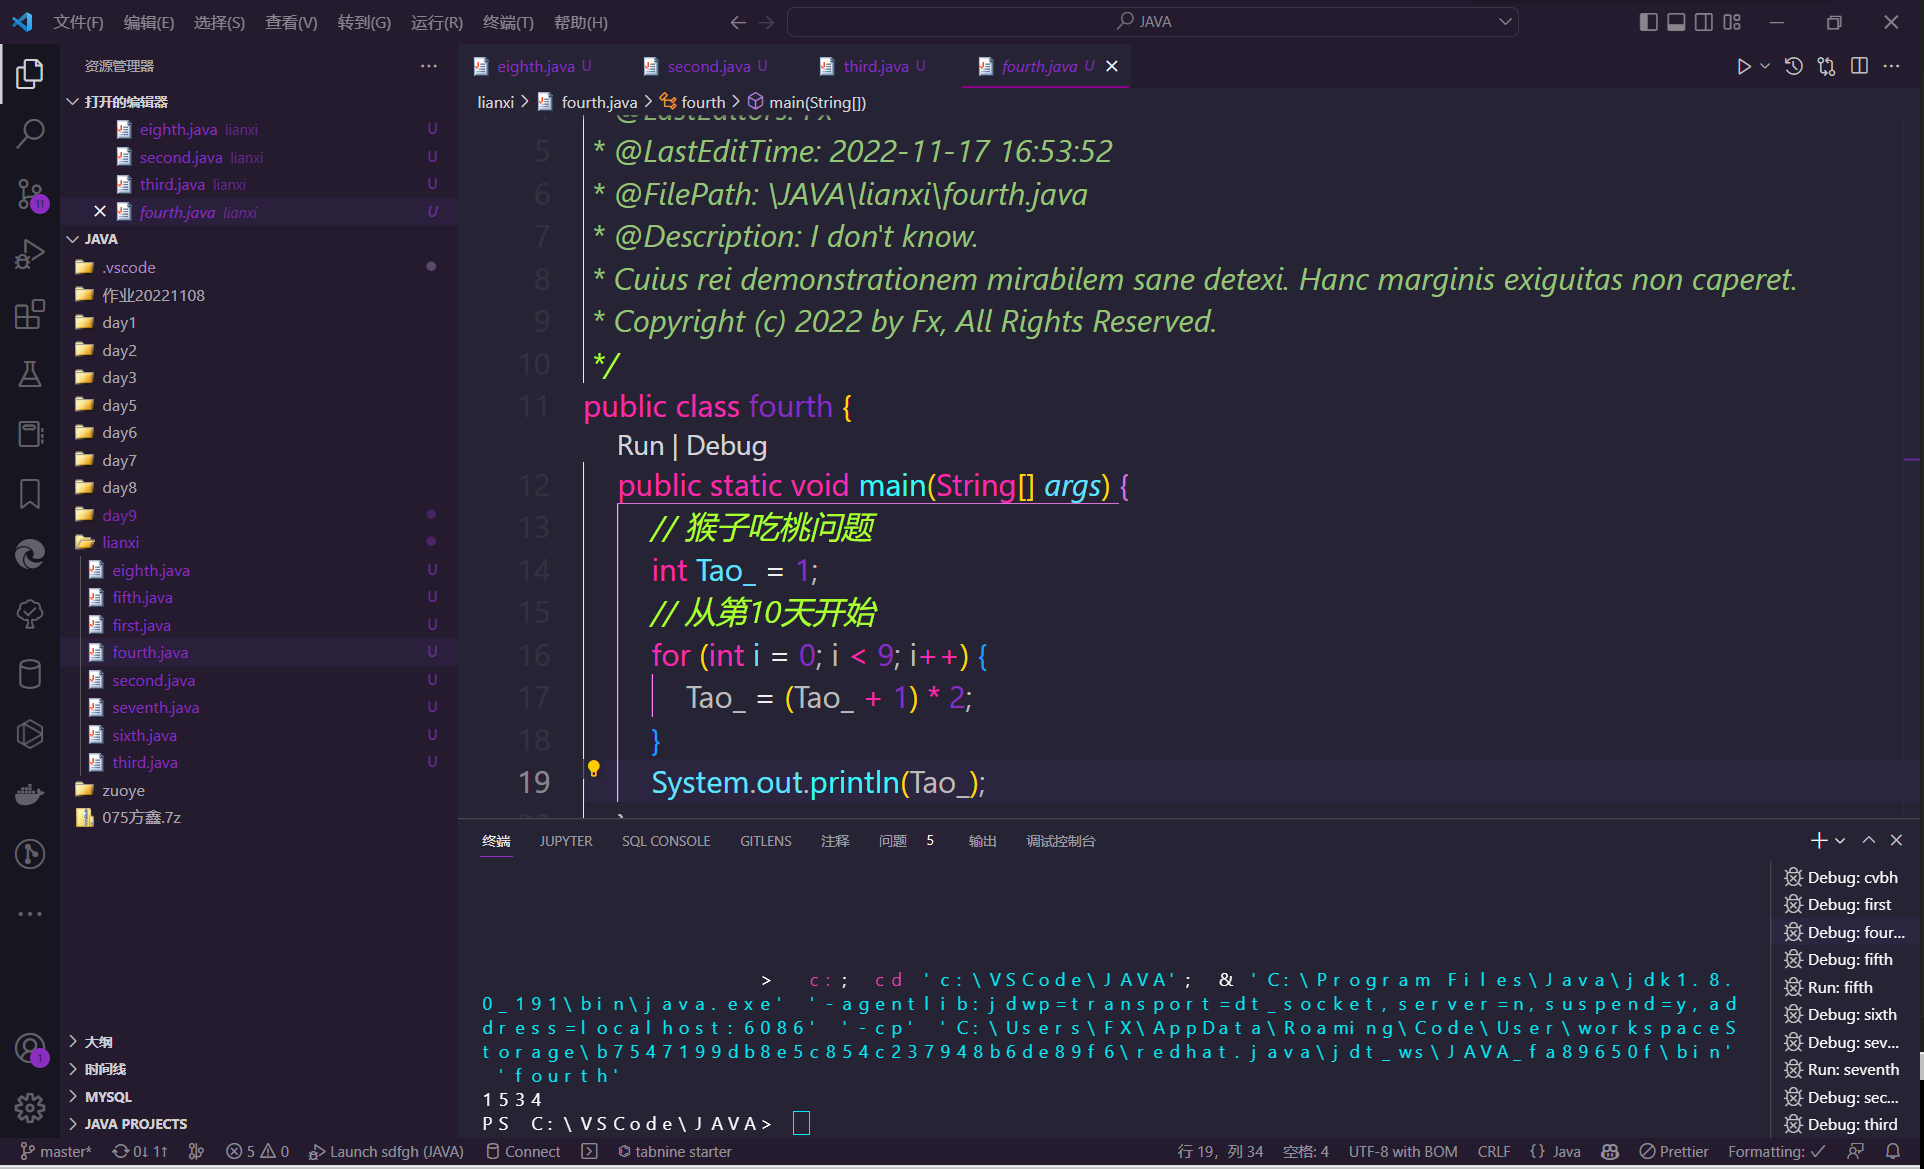 文件(F) 编辑(E) 选择(S) 查看(V) 转到(G) 运行(R) 终端(T) 帮助(H) JAVA
资源管理器
打开的编辑器
eighth.java lianxi U
second.java lianxi U
third.java lianxi U
fourth.java lianxi U
JAVA
.vscode
作业20221108
day1
day2
day3
day5
day6
day7
day8
day9
lianxi
eighth.java U
fifth.java U
first.java U
fourth.java U
second.java U
seventh.java U
sixth.java U
third.java U
zuoye
075方鑫.7z
大纲
时间线
MYSQL
JAVA PROJECTS
11
1
eighth.java U second.java U third.java U fourth.java U
lianxi > fourth.java > fourth > main(String[])
* @LastEditors: Fx
5 * @LastEditTime: 2022-11-17 16:53:52
6 * @FilePath: \JAVA\lianxi\fourth.java
7 * @Description: I don't know.
8 * Cuius rei demonstrationem mirabilem sane detexi. Hanc marginis exiguitas non caperet.
9 * Copyright (c) 2022 by Fx, All Rights Reserved.
10 */
11 public class fourth {
Run | Debug
12 public static void main(String[] args) {
13 // 猴子吃桃问题
14 int Tao_ = 1;
15 // 从第10天开始
16 for (int i = 0; i < 9; i++) {
17 Tao_ = (Tao_ + 1) * 2;
18 }
19 System.out.println(Tao_);
终端 JUPYTER SQL CONSOLE GITLENS 注释 问题 5 输出 调试控制台
> c:; cd 'c:\VSCode\JAVA'; & 'C:\Program Files\Java\jdk1.8.
0_191\bin\java.exe' '-agentlib:jdwp=transport=dt_socket,server=n,suspend=y,ad
dress=localhost:6086' '-cp' 'C:\Users\FX\AppData\Roaming\Code\User\workspaceS
torage\b7547199db8e5c854c237948b6de89f6\redhat.java\jdt_ws\JAVA_fa89650f\bin'
'fourth'
1534
PS C:\VSCode\JAVA>
Debug: cvbh
Debug: first
Debug: four...
Debug: fifth
Run: fifth
Debug: sixth
Debug: sev...
Run: seventh
Debug: sec...
Debug: third
master* 0↓ 1↑ 5 0 Launch sdfgh (JAVA) Connect tabnine starter 行 19，列 34 空格: 4 UTF-8 with BOM CRLF {} Java Prettier Formatting: ✓